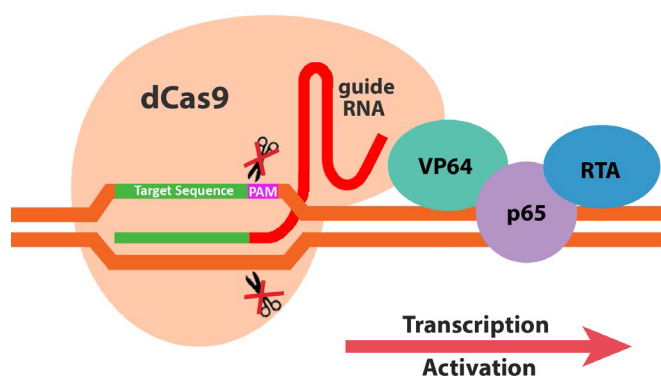 dCas9
guide
RNA
Target Sequence
PAM
VP64
p65
RTA
Transcription
Activation